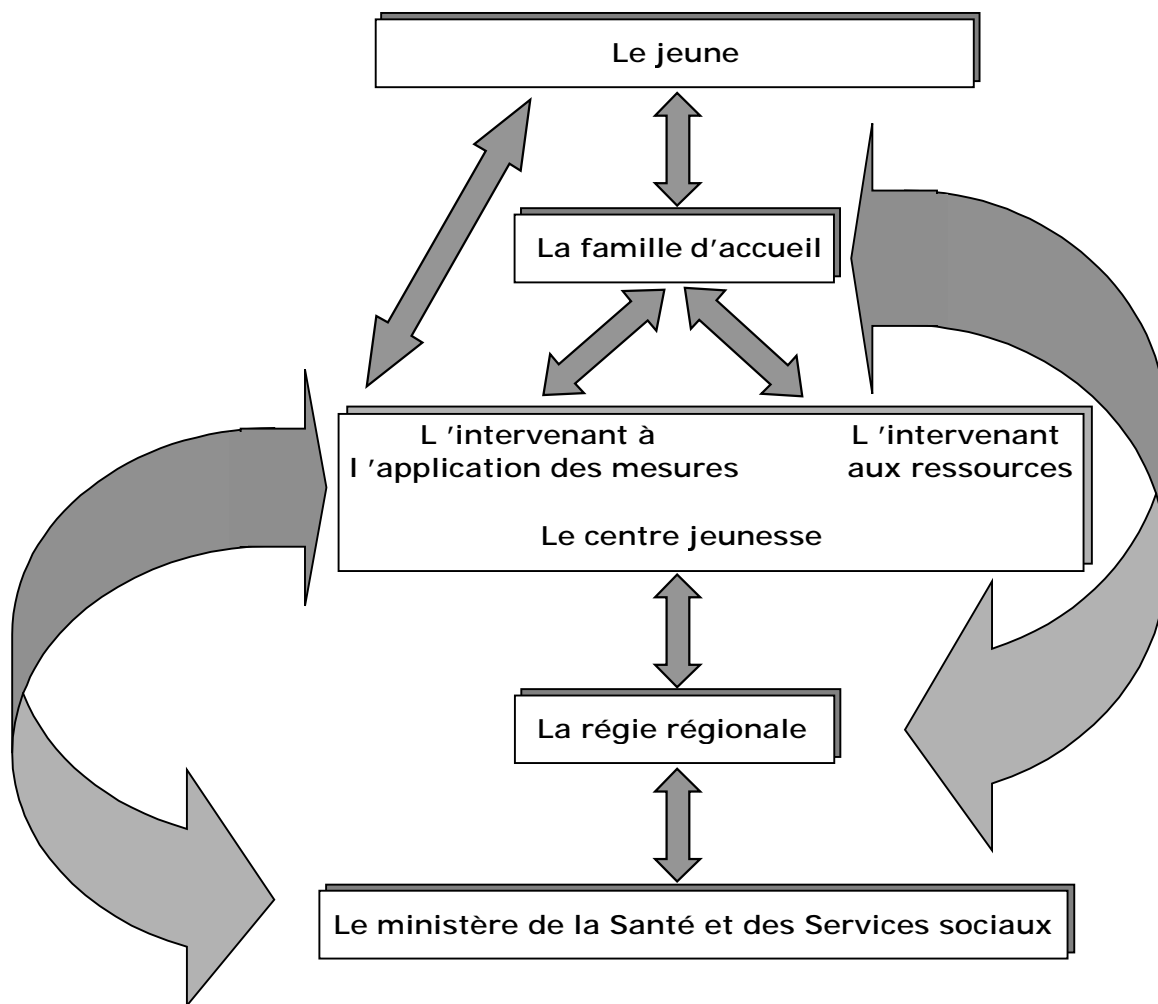 Le jeune
La famille d'accueil
L 'intervenant à
l 'application des mesures
L 'intervenant
aux ressources
Le centre jeunesse
La régie régionale
Le ministère de la Santé et des Services sociaux